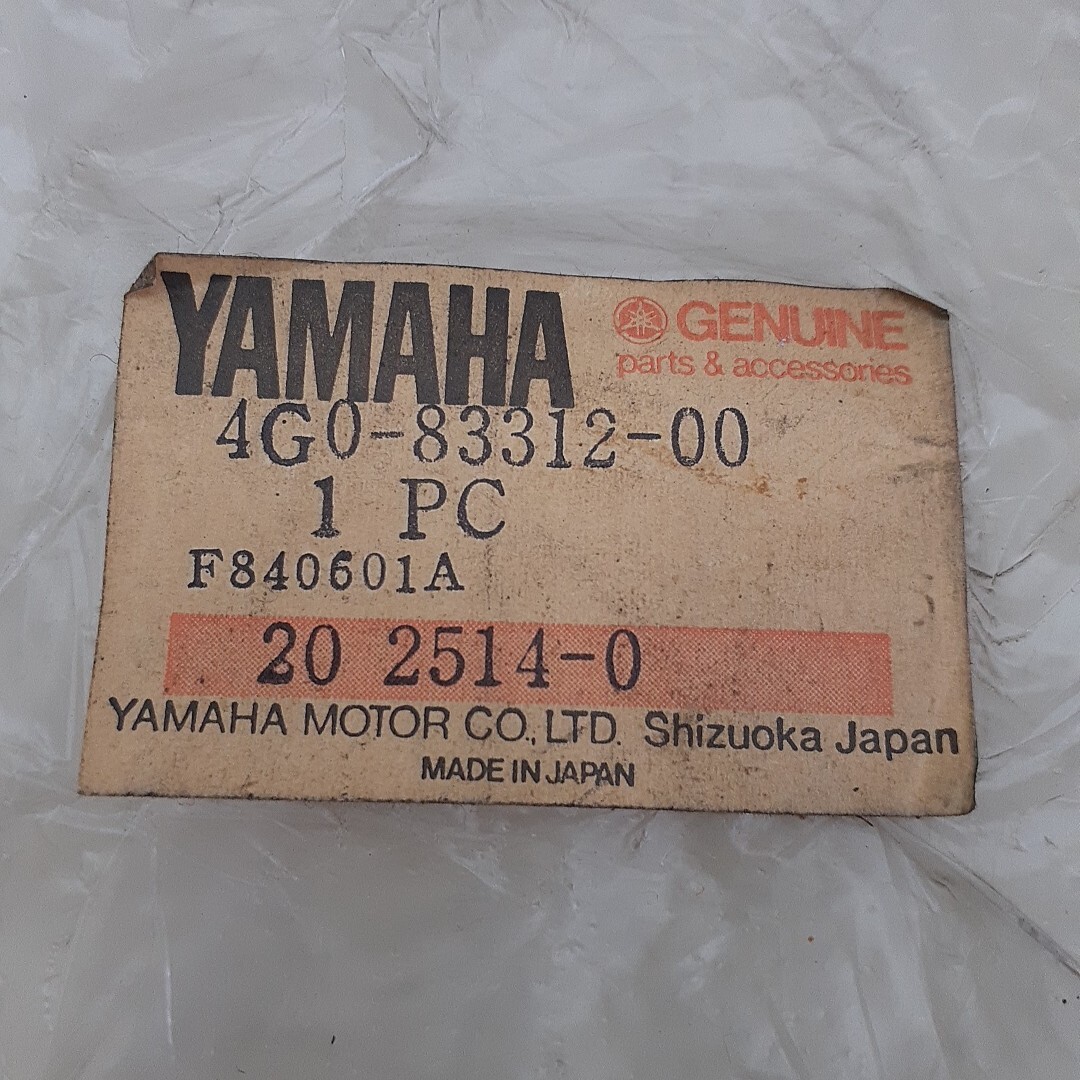 YAMAHA GENUINE
parts & accessories
4G0-83312-00
1 PC
F840601A
20 2514-0
YAMAHA MOTOR CO., LTD. Shizuoka Japan
MADE IN JAPAN